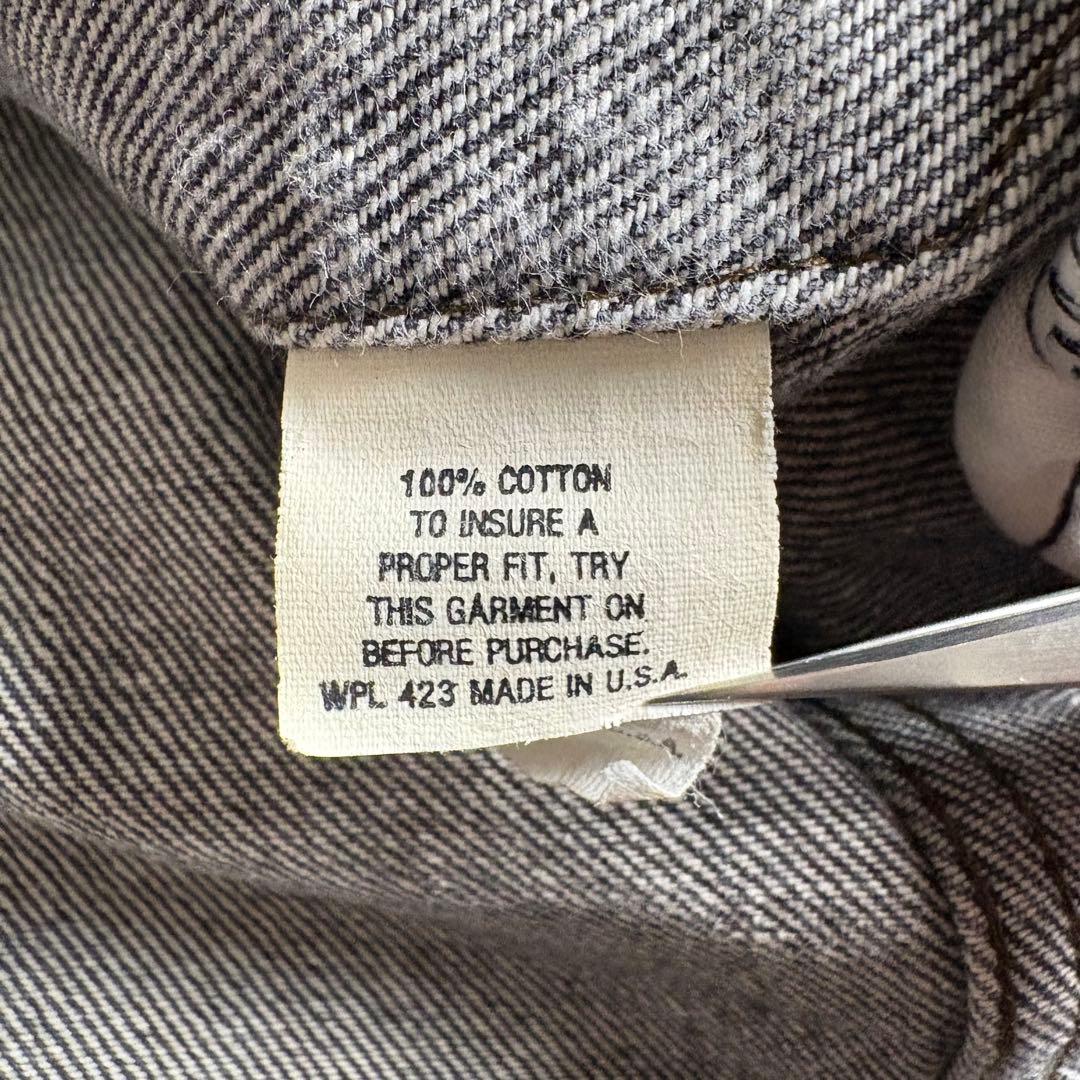 100% COTTON
TO INSURE A
PROPER FIT, TRY
THIS GARMENT ON
BEFORE PURCHASE.
WPL 423 MADE IN U.S.A.